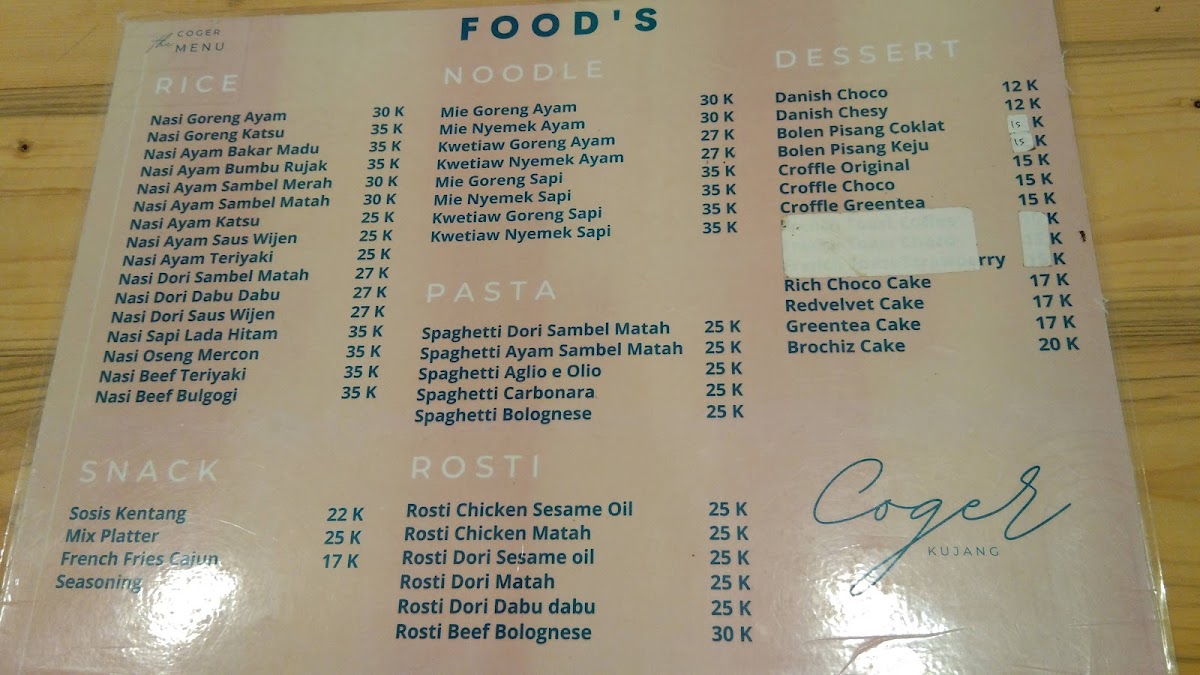 the COGER
MENU
FOOD'S
RICE
Nasi Goreng Ayam 30 K
Nasi Goreng Katsu 35 K
Nasi Ayam Bakar Madu 35 K
Nasi Ayam Bumbu Rujak 35 K
Nasi Ayam Sambel Merah 30 K
Nasi Ayam Sambel Matah 30 K
Nasi Ayam Katsu 25 K
Nasi Ayam Saus Wijen 25 K
Nasi Ayam Teriyaki 25 K
Nasi Dori Sambel Matah 27 K
Nasi Dori Dabu Dabu 27 K
Nasi Dori Saus Wijen 27 K
Nasi Sapi Lada Hitam 35 K
Nasi Oseng Mercon 35 K
Nasi Beef Teriyaki 35 K
Nasi Beef Bulgogi 35 K
SNACK
Sosis Kentang 22 K
Mix Platter 25 K
French Fries Cajun 17 K
Seasoning
NOODLE
Mie Goreng Ayam 30 K
Mie Nyemek Ayam 30 K
Kwetiaw Goreng Ayam 27 K
Kwetiaw Nyemek Ayam 27 K
Mie Goreng Sapi 35 K
Mie Nyemek Sapi 35 K
Kwetiaw Goreng Sapi 35 K
Kwetiaw Nyemek Sapi 35 K
PASTA
Spaghetti Dori Sambel Matah 25 K
Spaghetti Ayam Sambel Matah 25 K
Spaghetti Aglio e Olio 25 K
Spaghetti Carbonara 25 K
Spaghetti Bolognese 25 K
ROSTI
Rosti Chicken Sesame Oil 25 K
Rosti Chicken Matah 25 K
Rosti Dori Sesame oil 25 K
Rosti Dori Matah 25 K
Rosti Dori Dabu dabu 25 K
Rosti Beef Bolognese 30 K
DESSERT
Danish Choco 12 K
Danish Chesy 12 K
Bolen Pisang Coklat 15 K
Bolen Pisang Keju 15 K
Croffle Original 15 K
Croffle Choco 15 K
Croffle Greentea 15 K
K
K
K
Rich Choco Cake 17 K
Redvelvet Cake 17 K
Greentea Cake 17 K
Brochiz Cake 20 K
Coger
KUJANG